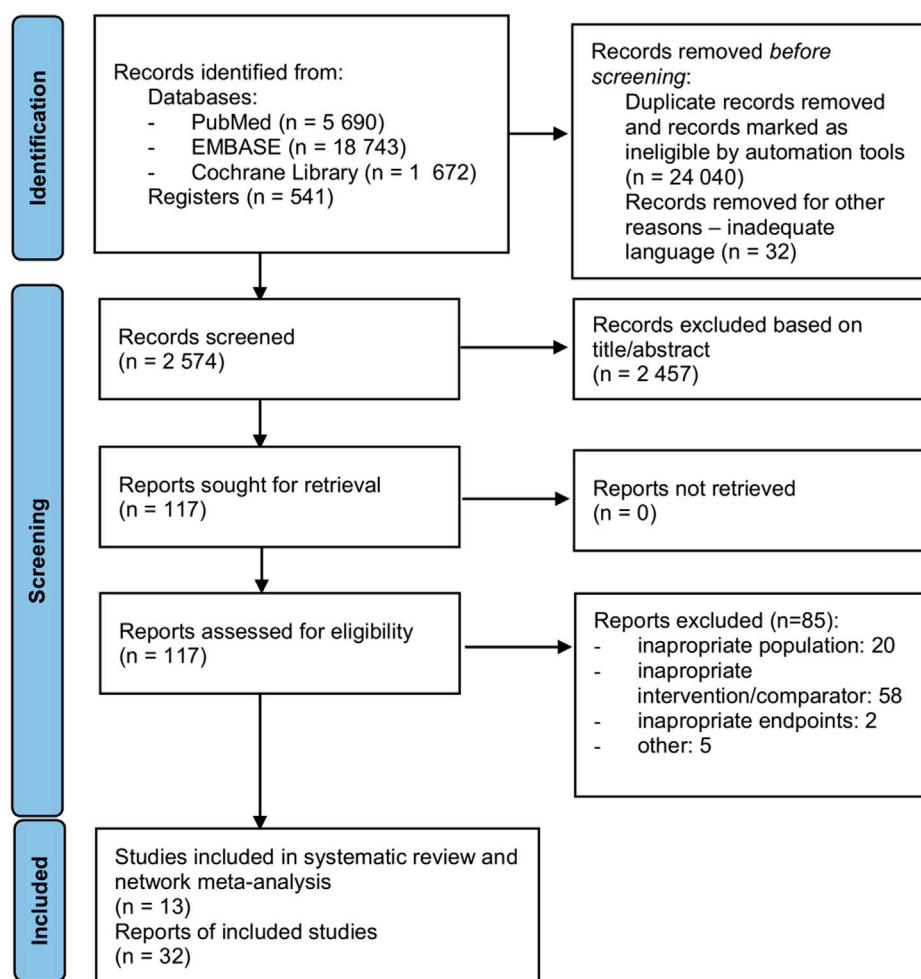 Identification
Records identified from:
Databases:
- PubMed (n = 5 690)
- EMBASE (n = 18 743)
- Cochrane Library (n = 1  672)
Registers (n = 541)
Records removed before
screening:
Duplicate records removed
and records marked as
ineligible by automation tools
(n = 24 040)
Records removed for other
reasons – inadequate
language (n = 32)
Screening
Records screened
(n = 2 574)
Records excluded based on
title/abstract
(n = 2 457)
Reports sought for retrieval
(n = 117)
Reports not retrieved
(n = 0)
Reports assessed for eligibility
(n = 117)
Reports excluded (n=85):
- inappropriate population: 20
- inappropriate
intervention/comparator: 58
- inappropriate endpoints: 2
- other: 5
Included
Studies included in systematic review and
network meta-analysis
(n = 13)
Reports of included studies
(n = 32)